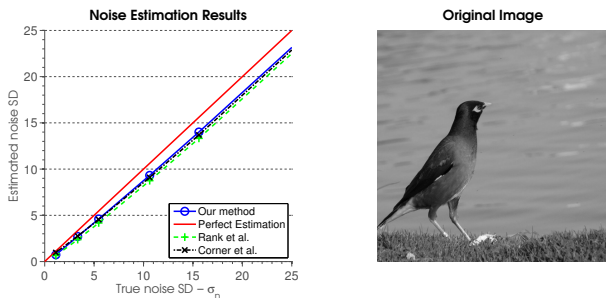 Noise Estimation Results
25
20
15
10
5
0
Estimated noise SD
0 5 10 15 20 25
True noise SD – σn
Our method
Perfect Estimation
Rank et al.
Corner et al.
Original Image